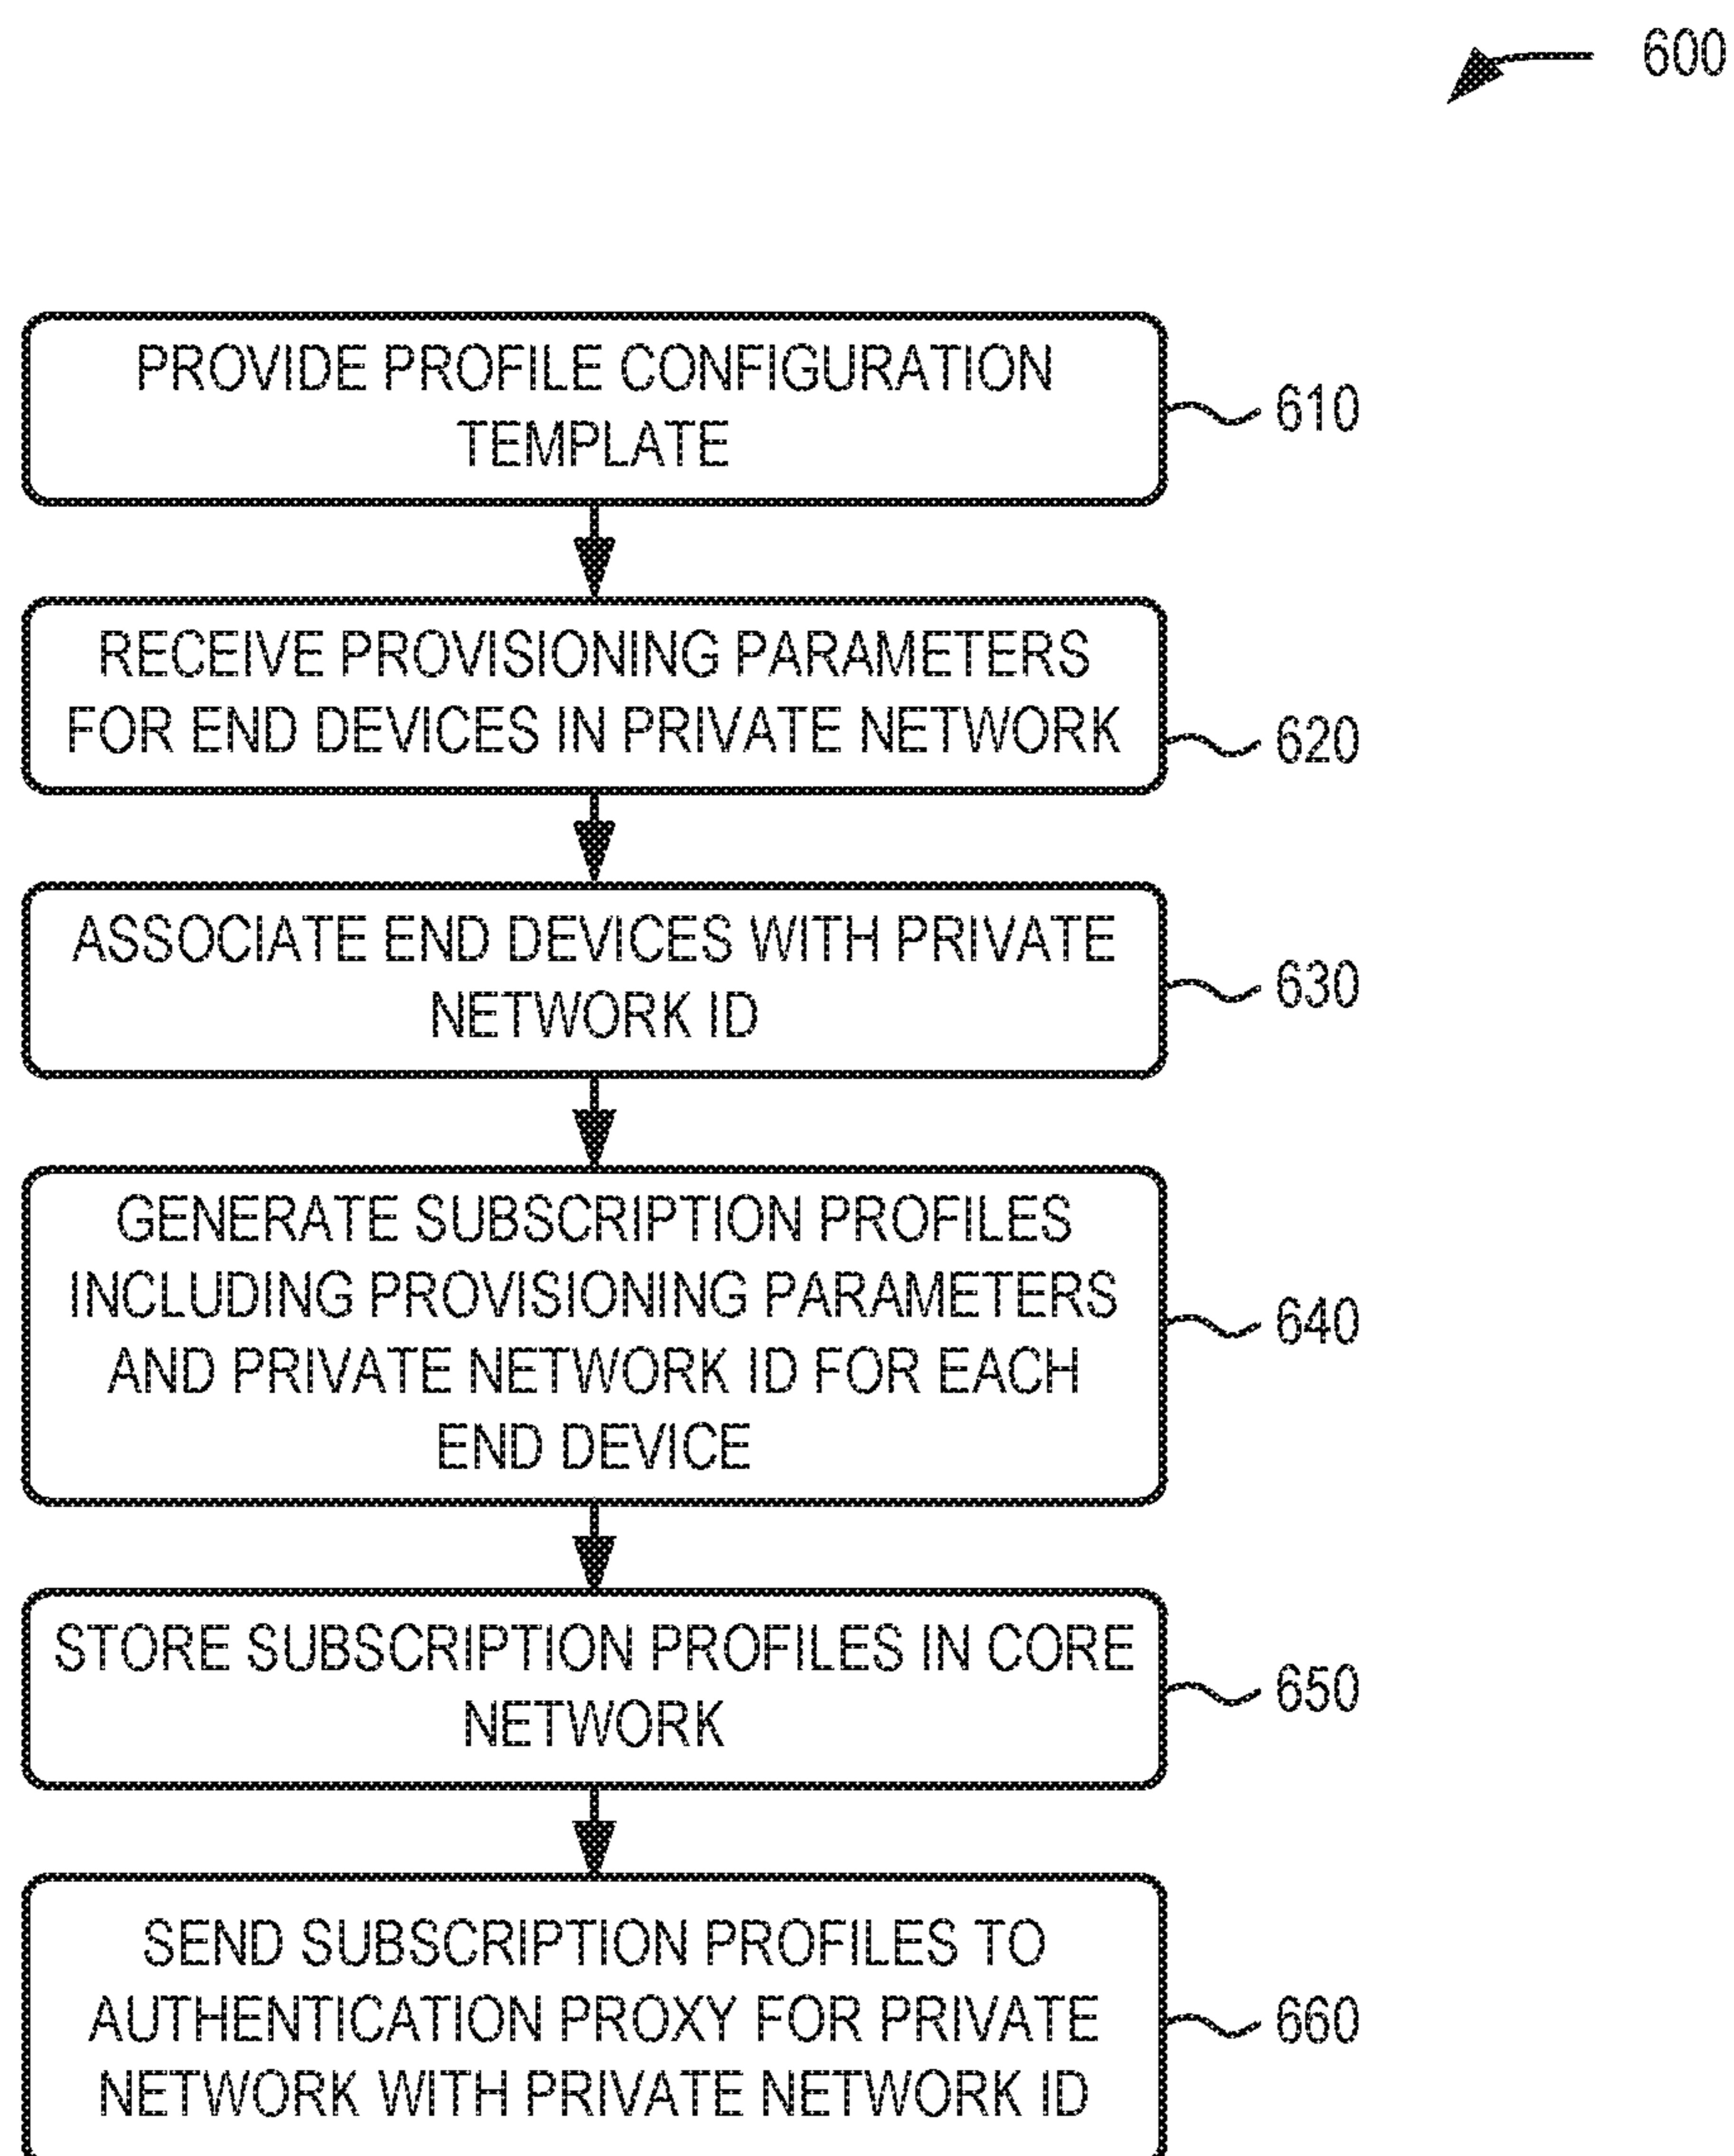 600
PROVIDE PROFILE CONFIGURATION
TEMPLATE
610
RECEIVE PROVISIONING PARAMETERS
FOR END DEVICES IN PRIVATE NETWORK
620
ASSOCIATE END DEVICES WITH PRIVATE
NETWORK ID
630
GENERATE SUBSCRIPTION PROFILES
INCLUDING PROVISIONING PARAMETERS
AND PRIVATE NETWORK ID FOR EACH
END DEVICE
640
STORE SUBSCRIPTION PROFILES IN CORE
NETWORK
650
SEND SUBSCRIPTION PROFILES TO
AUTHENTICATION PROXY FOR PRIVATE
NETWORK WITH PRIVATE NETWORK ID
660